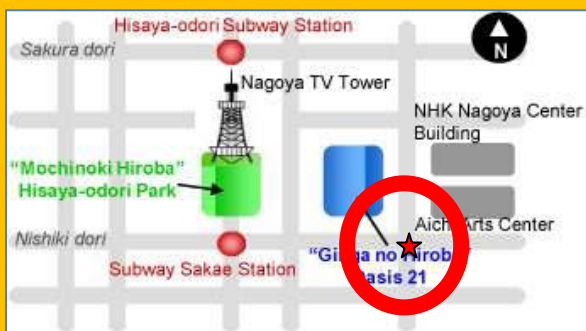 Hisaya-odori Subway Station
Sakura dori
N
Nagoya TV Tower
NHK Nagoya Center
Building
"Mochinoki Hiroba"
Hisaya-odori Park
Aichi Arts Center
Nishiki dori
Subway Sakae Station
no
21